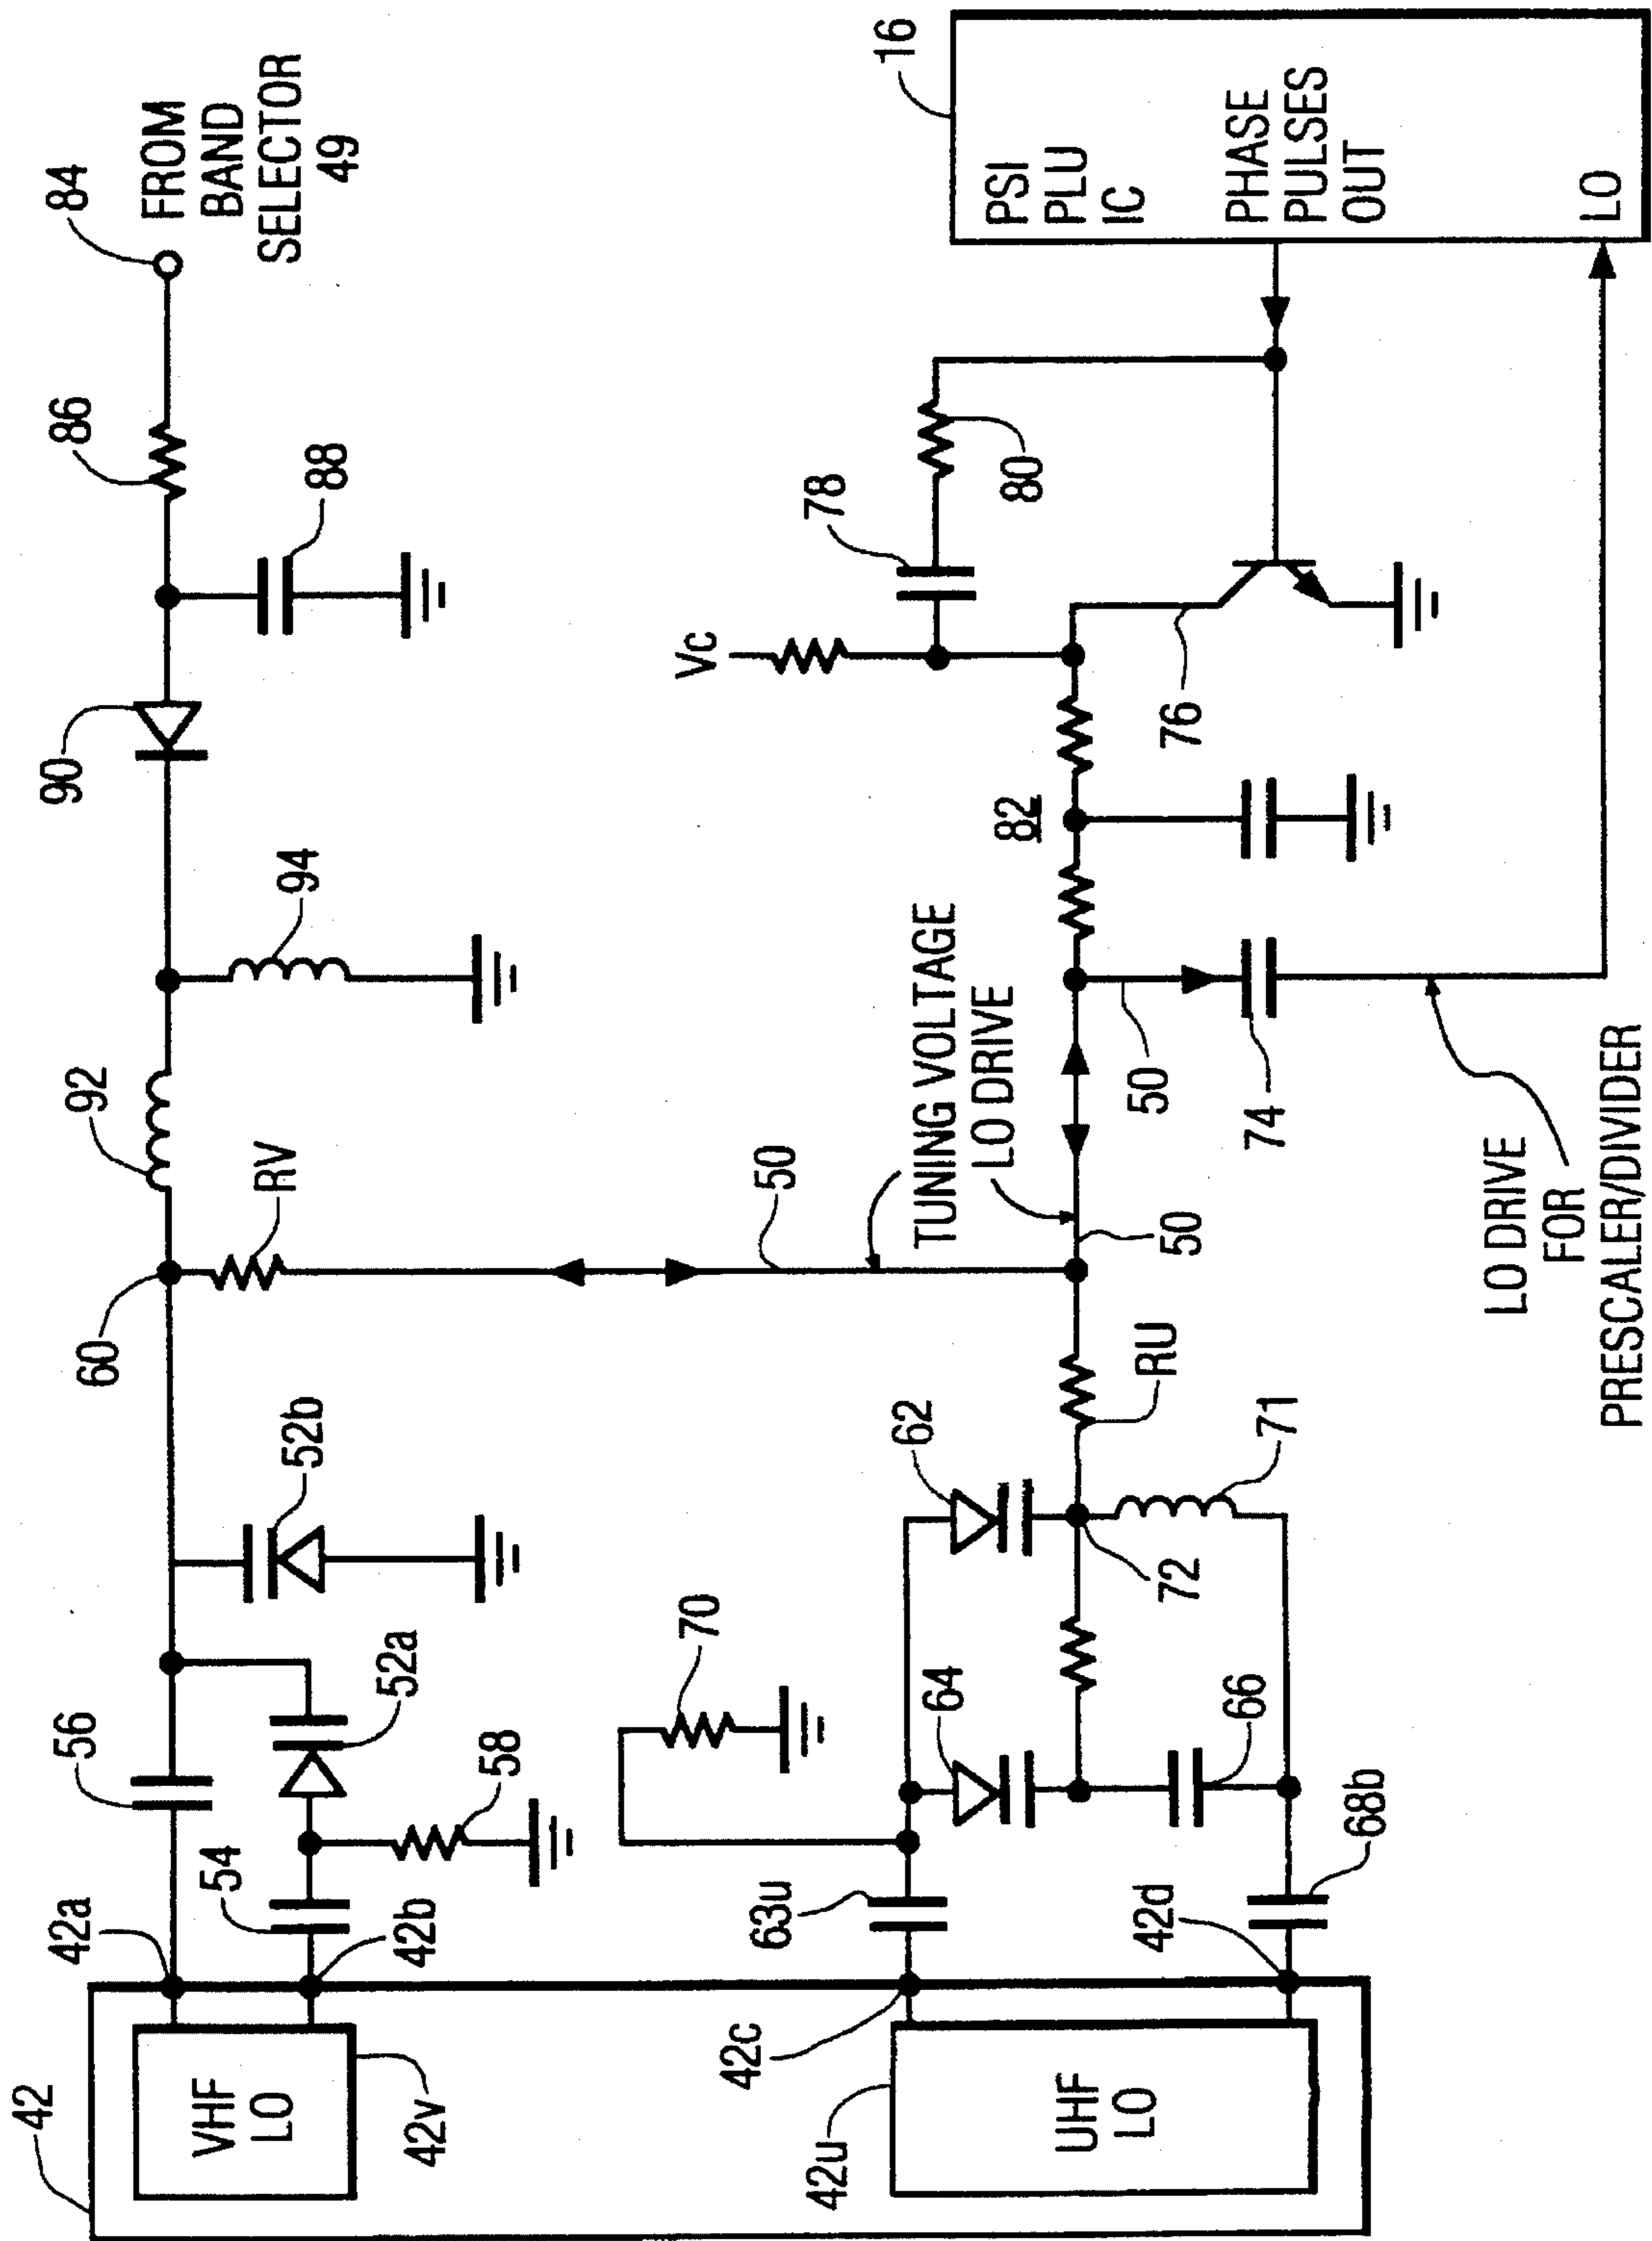 42
VHF
LO
42v
42a
42b
54
56
58
52a
52b
60
RV
92
94
90
88
86
84
FROM
BAND
SELECTOR
49
42u
UHF
LO
42c
42d
63u
68b
70
64
66
62
72
71
RU
50
50
TUNING VOLTAGE
LO DRIVE
50
74
82
76
Vc
78
80
16
PSI
PLU
IC
PHASE
PULSES
OUT
LO
LO DRIVE
FOR
PRESCALER/DIVIDER